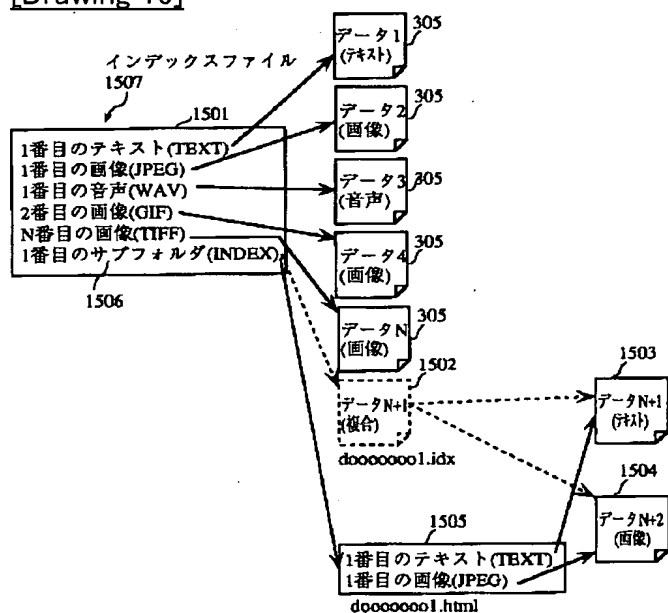 [Drawing 16]
インデックスファイル
1507
1501
1番目のテキスト(TEXT)
1番目の画像(JPEG)
1番目の音声(WAV)
2番目の画像(GIF)
N番目の画像(TIFF)
1番目のサブフォルダ(INDEX)
1506
データ1
(テキスト)
305
データ2
(画像)
305
データ3
(音声)
305
データ4
(画像)
305
データN
(画像)
305
1502
データN+1
(複合)
doooooooo1.idx
1503
データN+1
(テキスト)
1504
データN+2
(画像)
1505
1番目のテキスト(TEXT)
1番目の画像(JPEG)
doooooooo1.html